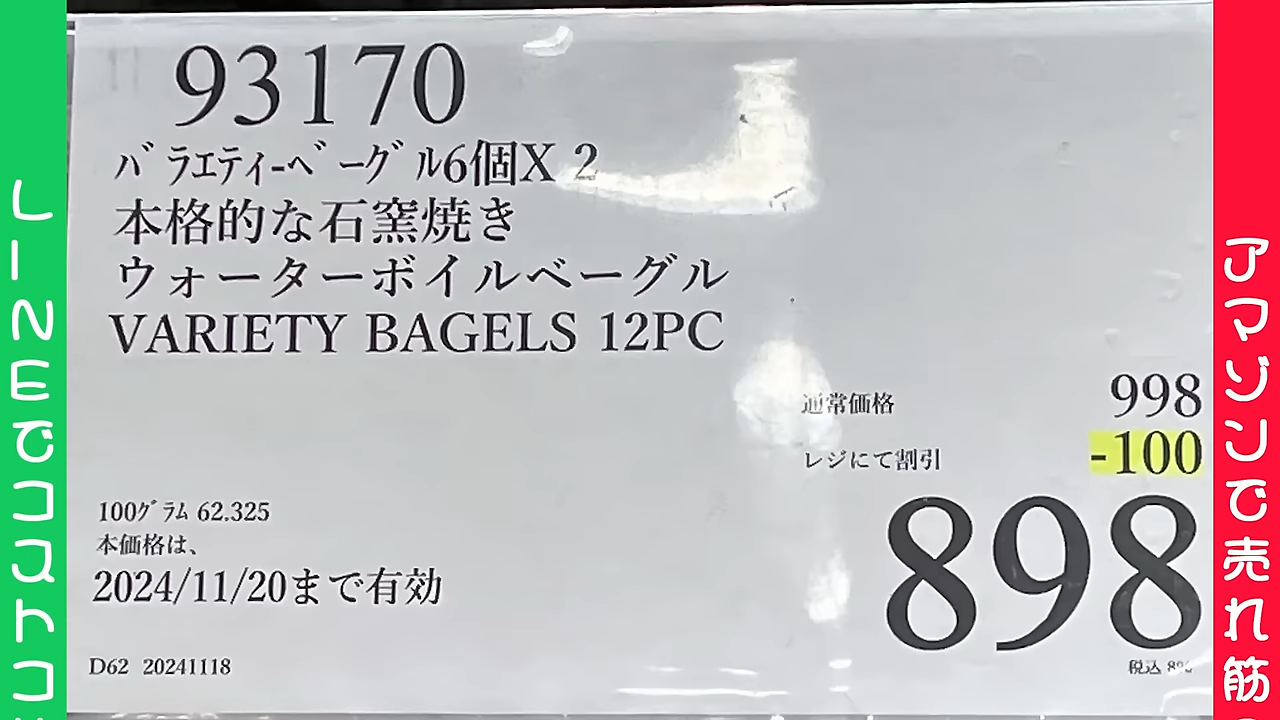 93170
バラエティ-ベーグル6個X 2
本格的な石窯焼き
ウォーターボイルベーグル
VARIETY BAGELS 12PC
通常価格 998
レジにて割引 -100
898
税込 8%
100グラム 62.325
本価格は、
2024/11/20まで有効
D62 20241118
LINEでコストコ
アマゾンで売れ筋